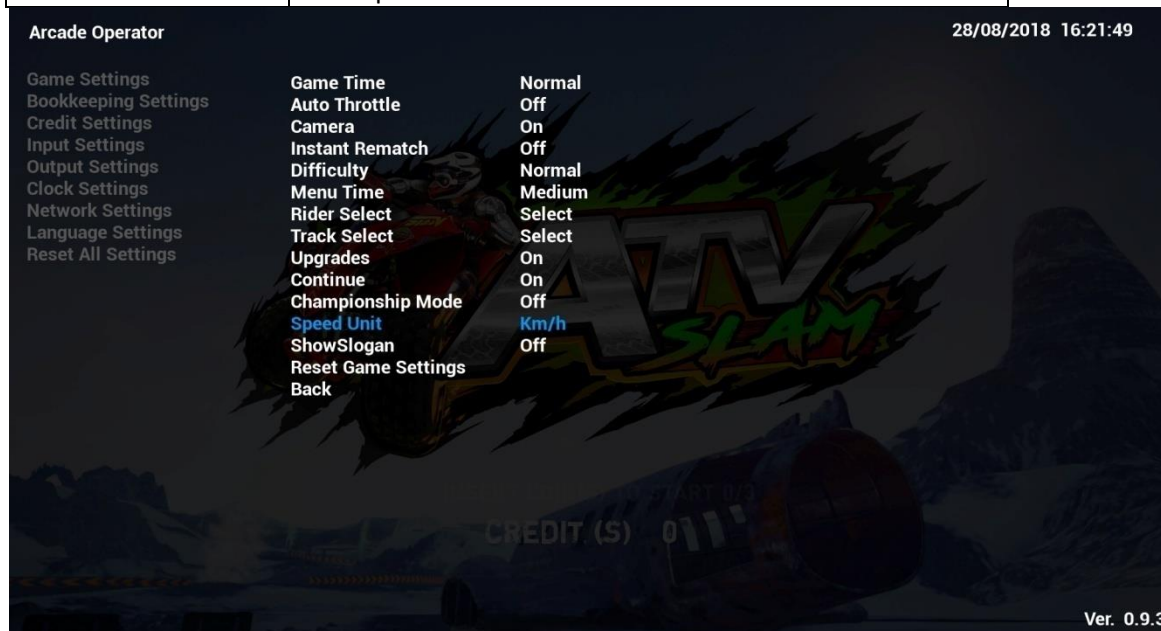 Arcade Operator
28/08/2018 16:21:49
Game Settings
Bookkeeping Settings
Credit Settings
Input Settings
Output Settings
Clock Settings
Network Settings
Language Settings
Reset All Settings
Game Time Normal
Auto Throttle Off
Camera On
Instant Rematch Off
Difficulty Normal
Menu Time Medium
Rider Select Select
Track Select Select
Upgrades On
Continue On
Championship Mode Off
Speed Unit Km/h
ShowSlogan Off
Reset Game Settings
Back
ATV
SLAM
START 0/3
CREDIT (S) 0
Ver. 0.9.3